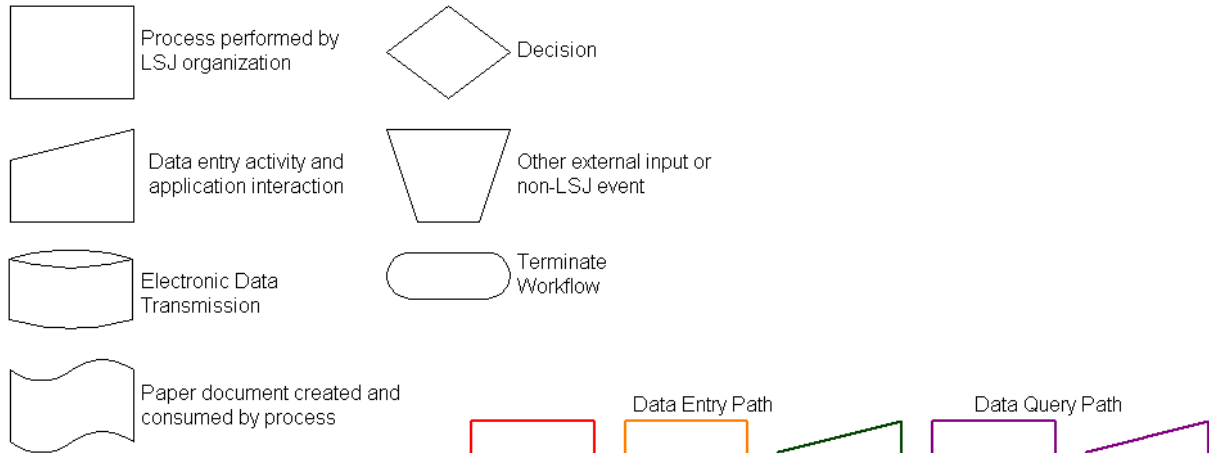 Process performed by
LSJ organization
Decision
Data entry activity and
application interaction
Other external input or
non-LSJ event
Electronic Data
Transmission
Terminate
Workflow
Paper document created and
consumed by process
Data Entry Path
Data Query Path